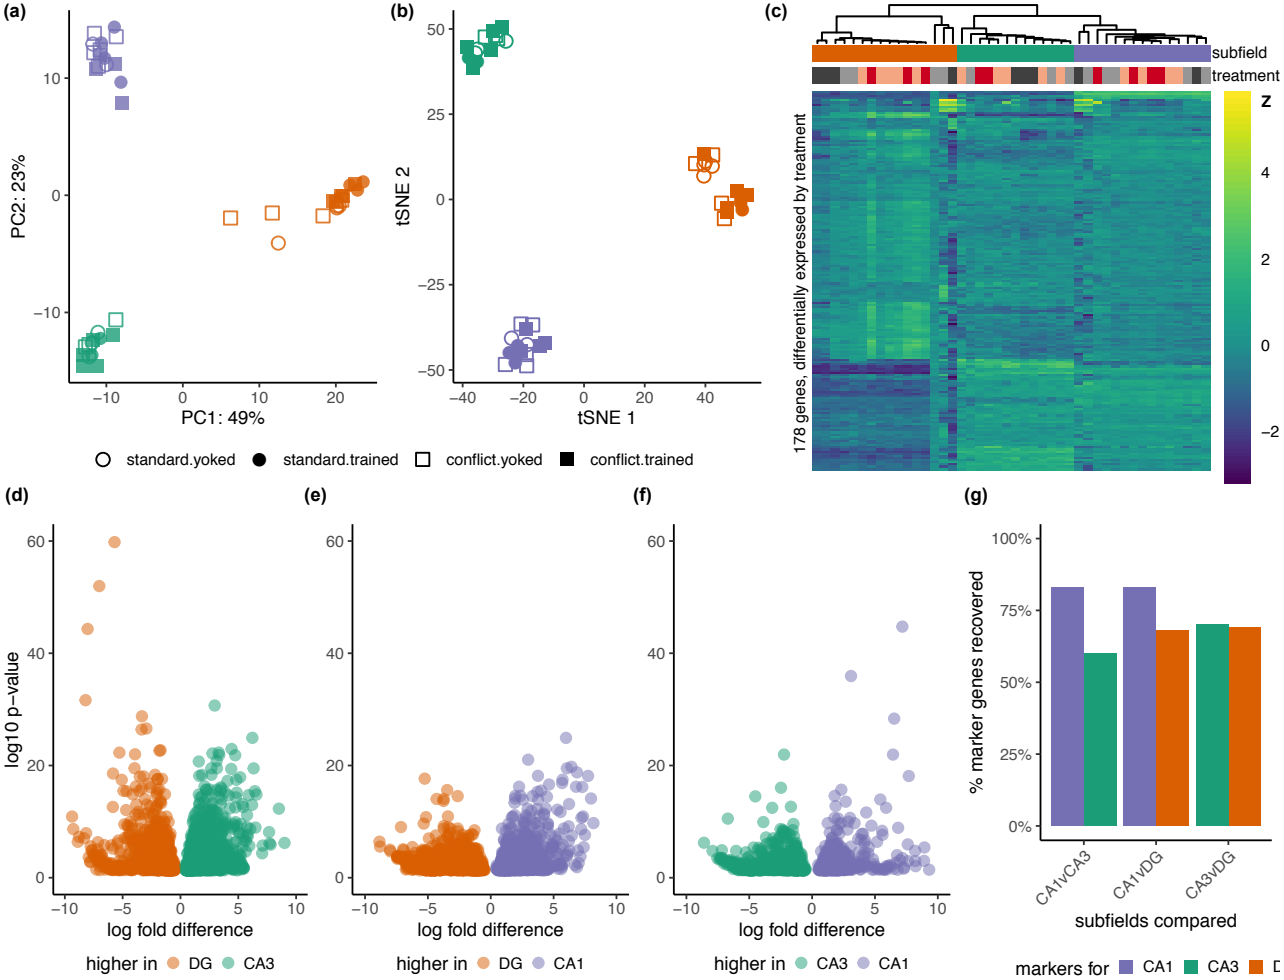 (a)
PC2: 23%
10
0
−10
−10
0
10
20
PC1: 49%
(b)
tSNE 2
50
25
0
−25
−50
−40
−20
0
20
40
tSNE 1
standard.yoked standard.trained conflict.yoked conflict.trained
(c)
subfield
treatment
178 genes, differentially expressed by treatment
z
4
2
0
−2
(d)
log10 p−value
60
40
20
0
−10
−5
0
5
10
log fold difference
higher in DG CA3
(e)
60
40
20
0
−10
−5
0
5
10
log fold difference
higher in DG CA1
(f)
60
40
20
0
−10
−5
0
5
10
log fold difference
higher in CA3 CA1
(g)
% marker genes recovered
100%
75%
50%
25%
0%
CA1vCA3
CA1vDG
CA3vDG
subfields compared
markers for CA1 CA3